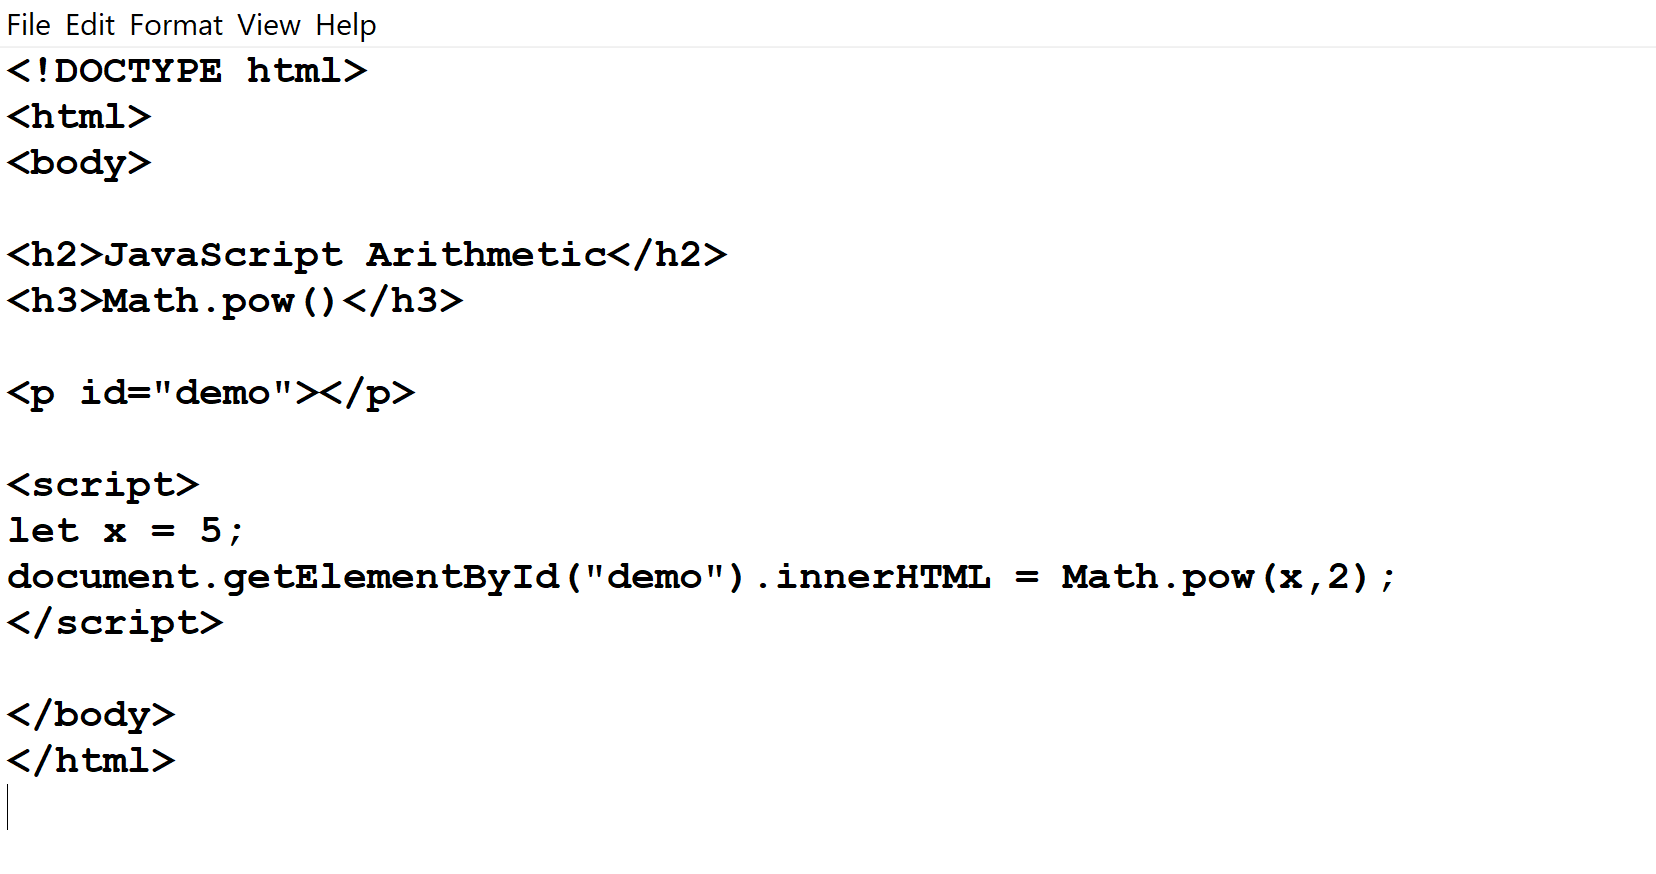 File Edit Format View Help
<!DOCTYPE html>
<html>
<body>
<h2>JavaScript Arithmetic</h2>
<h3>Math.pow()</h3>
<p id="demo"></p>
<script>
let x = 5;
document.getElementById("demo").innerHTML = Math.pow(x,2);
</script>
</body>
</html>